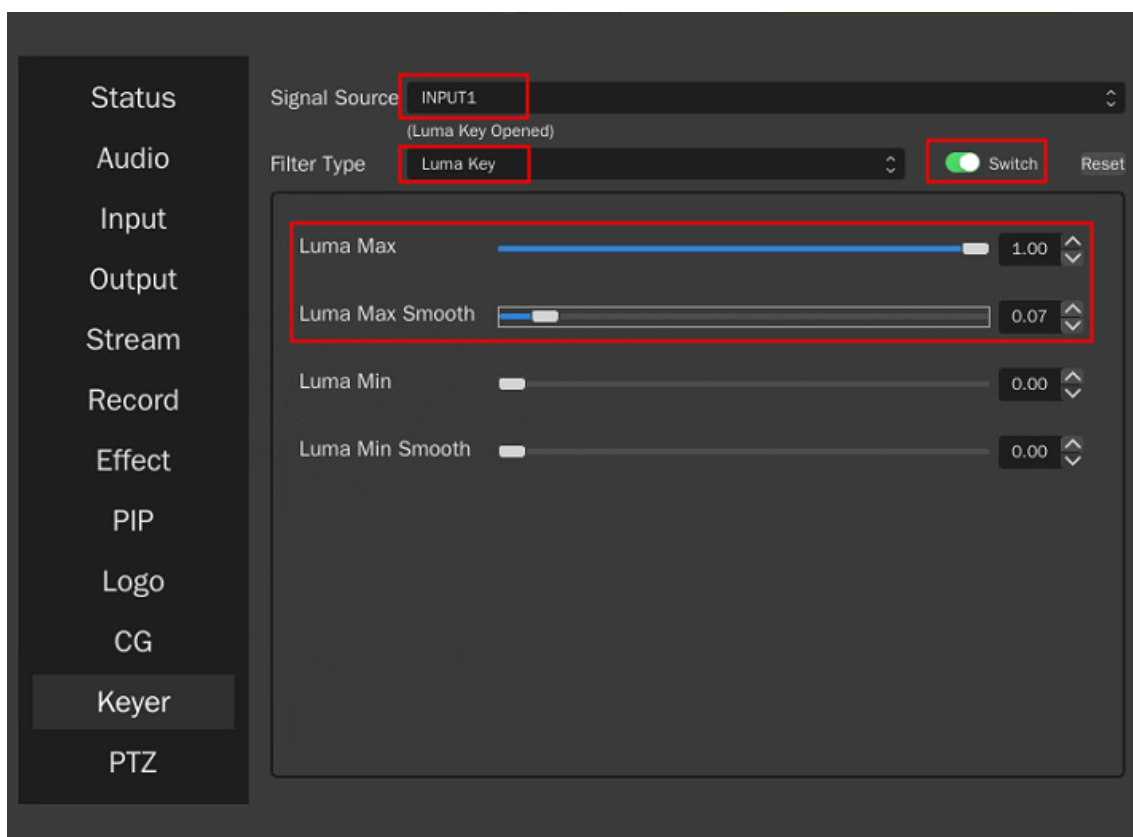 Status
Audio
Input
Output
Stream
Record
Effect
PIP
Logo
CG
Keyer
PTZ
Signal Source INPUT1
(Luma Key Opened)
Filter Type Luma Key Switch Reset
Luma Max 1.00
Luma Max Smooth 0.07
Luma Min 0.00
Luma Min Smooth 0.00